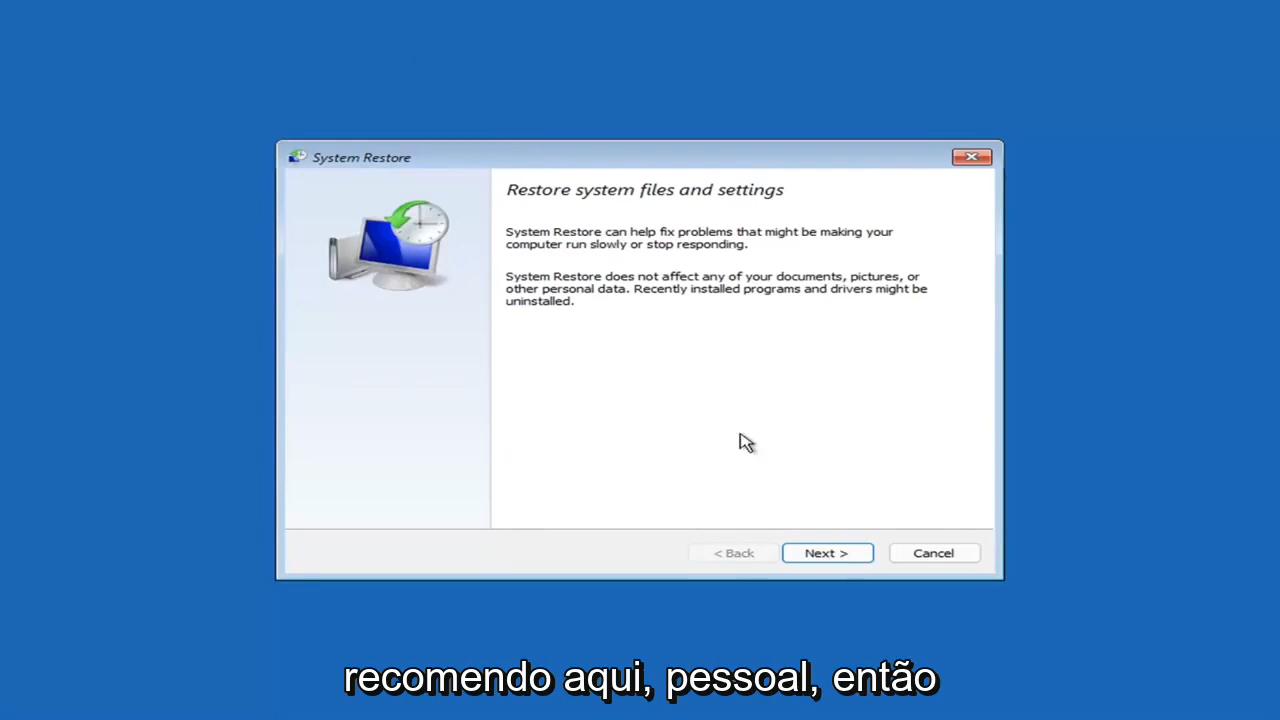 System Restore
Restore system files and settings
System Restore can help fix problems that might be making your
computer run slowly or stop responding.
System Restore does not affect any of your documents, pictures, or
other personal data. Recently installed programs and drivers might be
uninstalled.
< Back Next > Cancel
recomendo aqui, pessoal, então